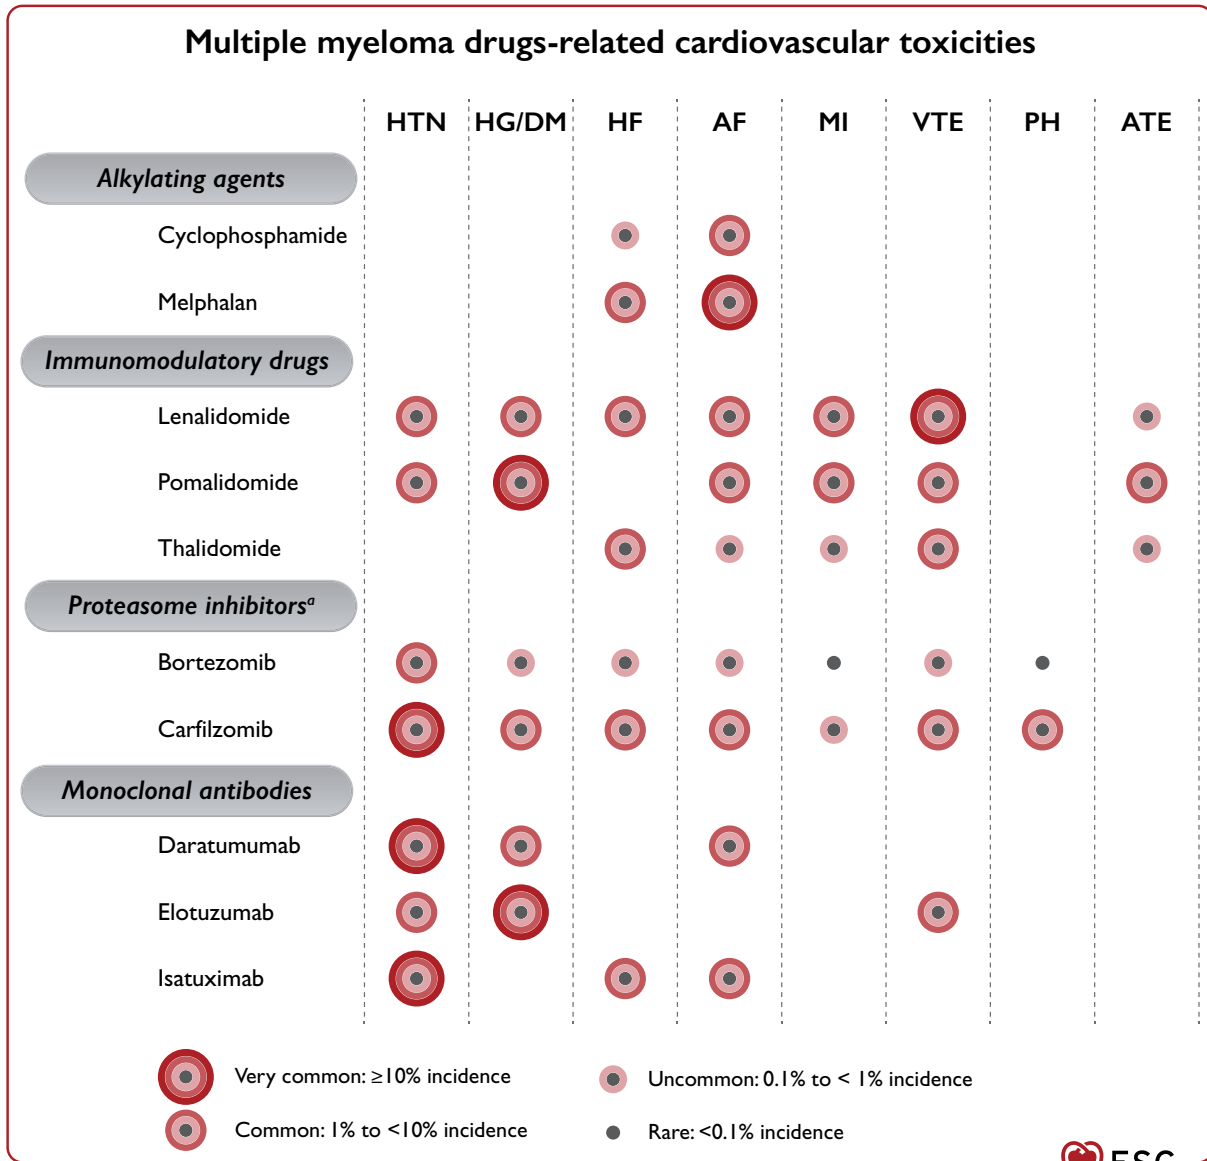 Multiple myeloma drugs-related cardiovascular toxicities
HTN HG/DM HF AF MI VTE PH ATE
Alkylating agents
Cyclophosphamide
Melphalan
Immunomodulatory drugs
Lenalidomide
Pomalidomide
Thalidomide
Proteasome inhibitorsᵃ
Bortezomib
Carfilzomib
Monoclonal antibodies
Daratumumab
Elotuzumab
Isatuximab
Very common: ≥10% incidence
Uncommon: 0.1% to < 1% incidence
Common: 1% to <10% incidence
Rare: <0.1% incidence
ESC